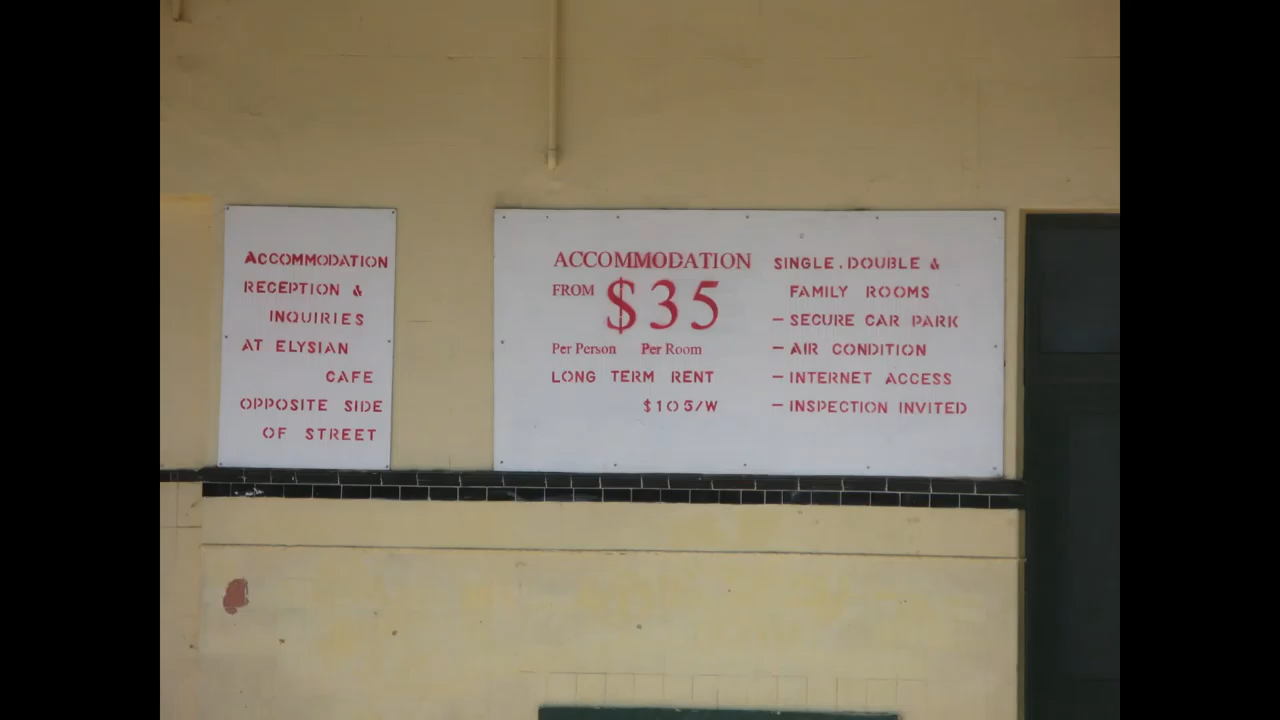 ACCOMMODATION
RECEPTION &
INQUIRIES
AT ELYSIAN
CAFE
OPPOSITE SIDE
OF STREET
ACCOMMODATION
FROM $35
Per Person Per Room
LONG TERM RENT
$105/W
SINGLE.DOUBLE &
FAMILY ROOMS
- SECURE CAR PARK
- AIR CONDITION
- INTERNET ACCESS
- INSPECTION INVITED